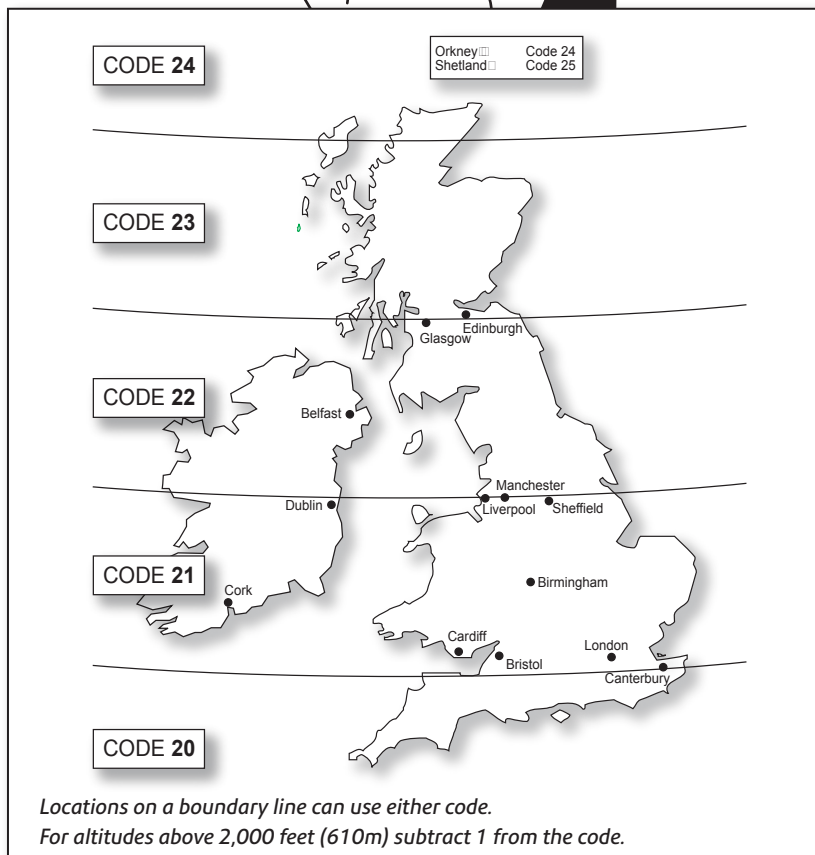 CODE 24
Orkney Code 24
Shetland Code 25
CODE 23
Edinburgh
Glasgow
CODE 22
Belfast
Manchester
Dublin
Liverpool
Sheffield
CODE 21
Birmingham
Cork
Cardiff
London
Bristol
Canterbury
CODE 20
Locations on a boundary line can use either code.
For altitudes above 2,000 feet (610m) subtract 1 from the code.